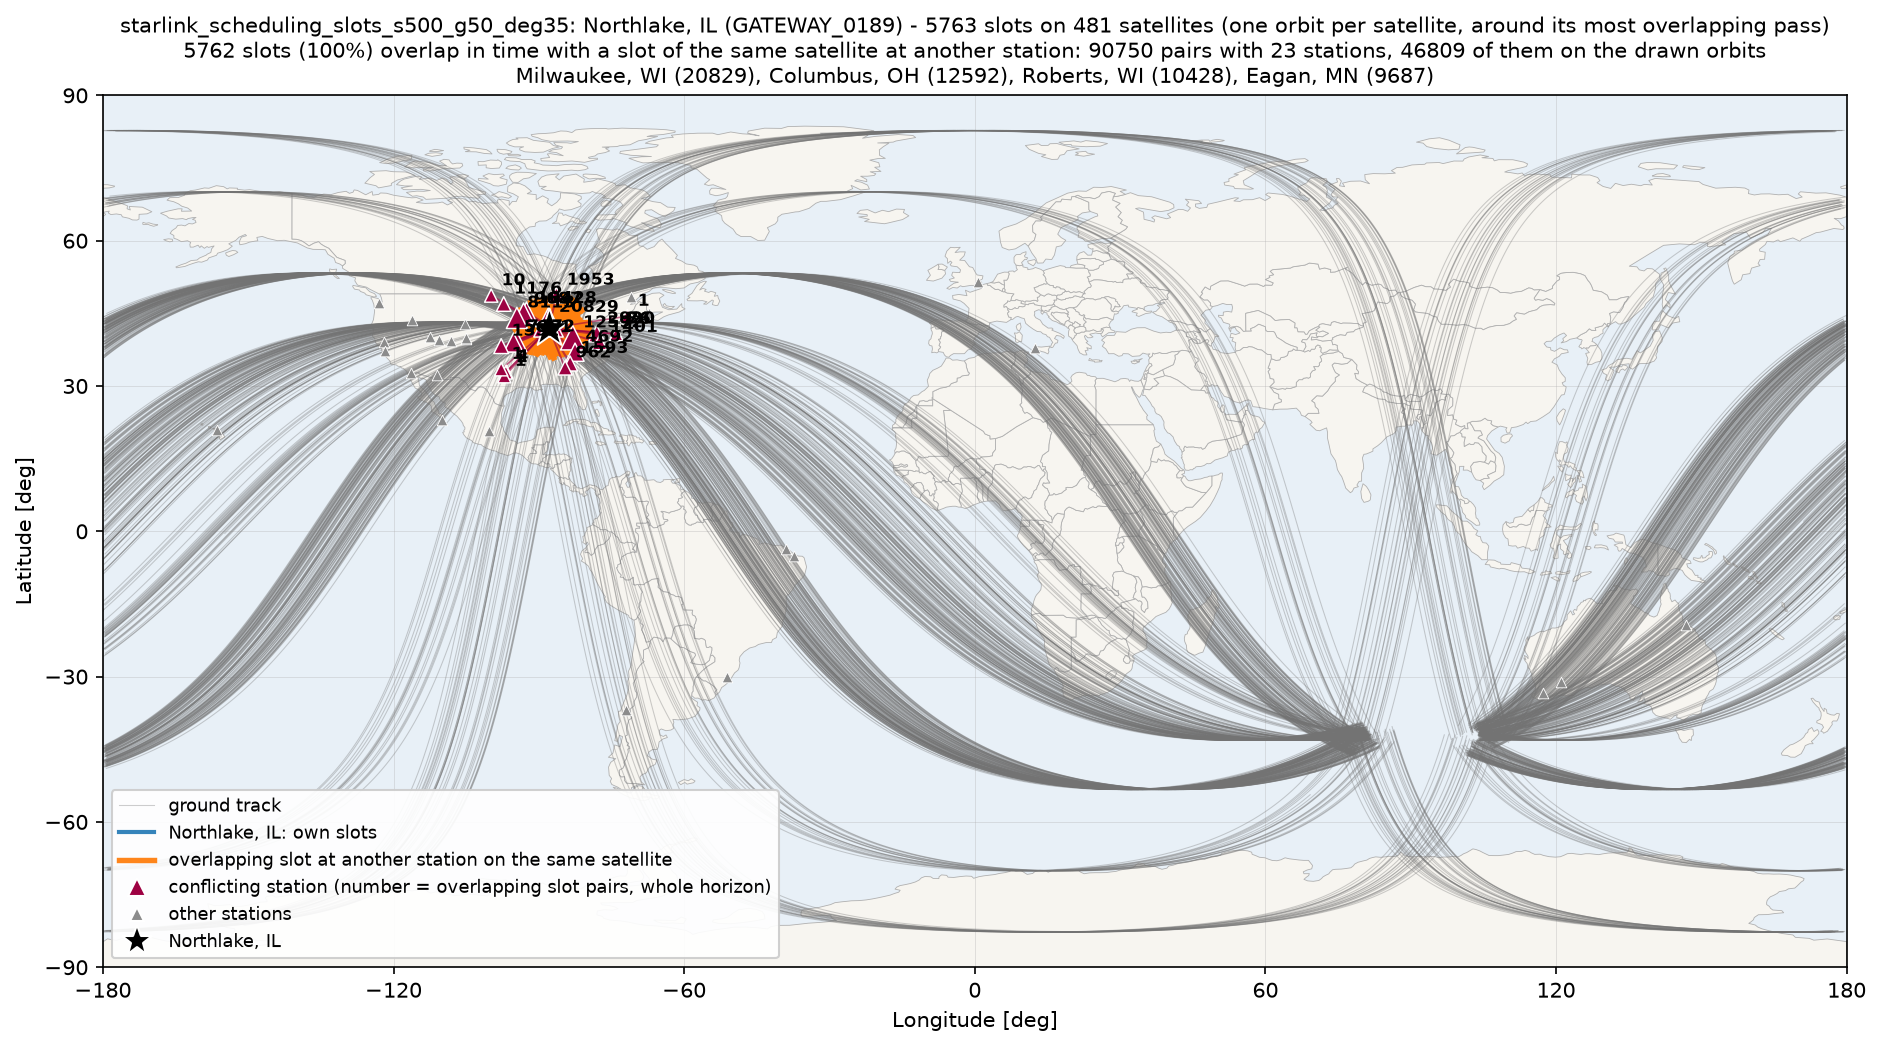 starlink_scheduling_slots_s500_g50_deg35: Northlake, IL (GATEWAY_0189) - 5763 slots on 481 satellites (one orbit per satellite, around its most overlapping pass)
5762 slots (100%) overlap in time with a slot of the same satellite at another station: 90750 pairs with 23 stations, 46809 of them on the drawn orbits
Milwaukee, WI (20829), Columbus, OH (12592), Roberts, WI (10428), Eagan, MN (9687)
90
60
30
0
−30
−60
−90
Latitude [deg]
10
1953
1176
20829
1
4692
962
ground track
Northlake, IL: own slots
overlapping slot at another station on the same satellite
conflicting station (number = overlapping slot pairs, whole horizon)
other stations
Northlake, IL
−180
−120
−60
0
60
120
180
Longitude [deg]